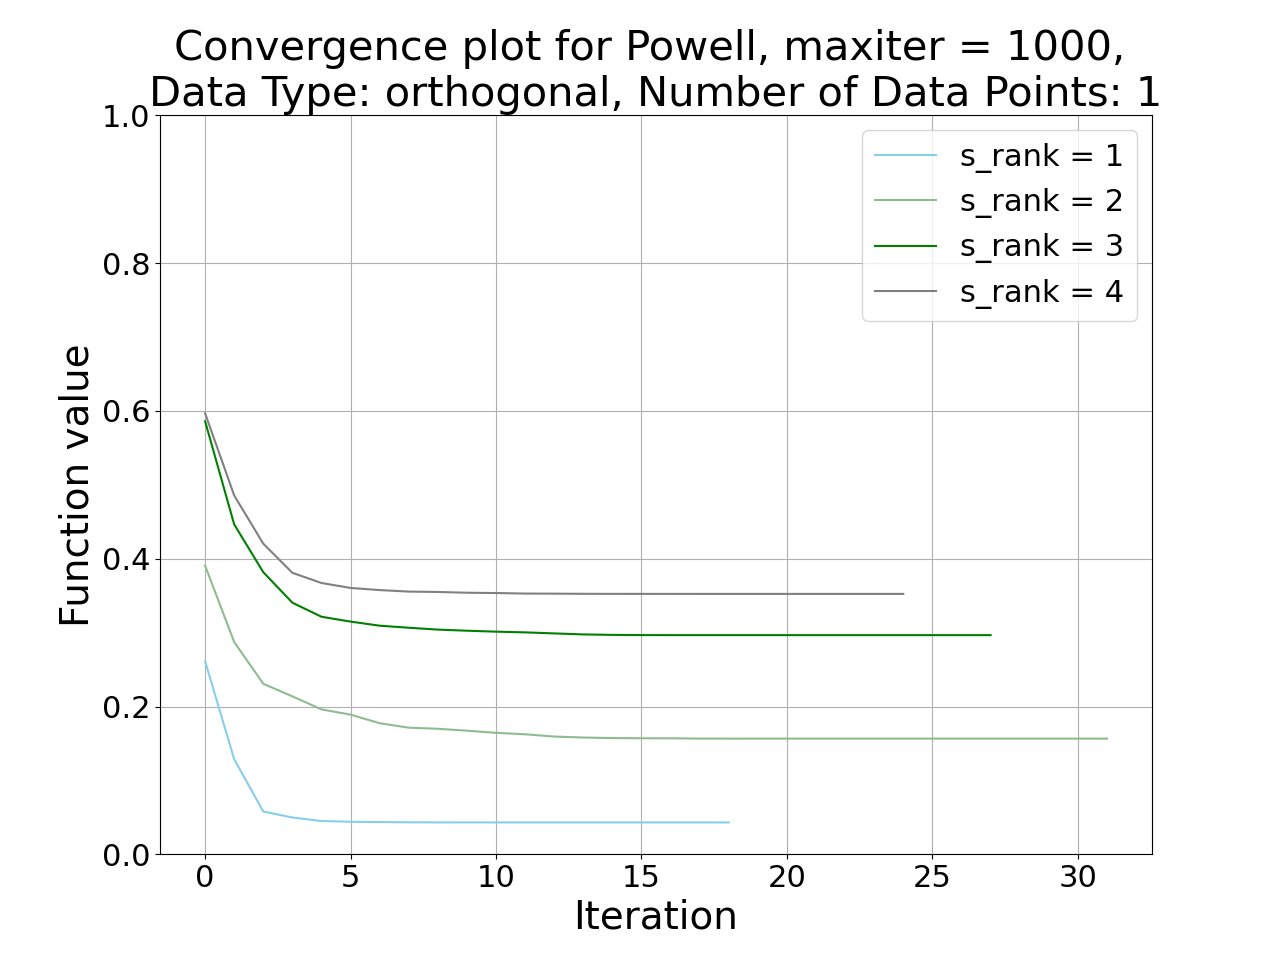 Convergence plot for Powell, maxiter = 1000,
Data Type: orthogonal, Number of Data Points: 1
1.0
0.8
0.6
0.4
0.2
0.0
Function value
s_rank = 1
s_rank = 2
s_rank = 3
s_rank = 4
0 5 10 15 20 25 30
Iteration